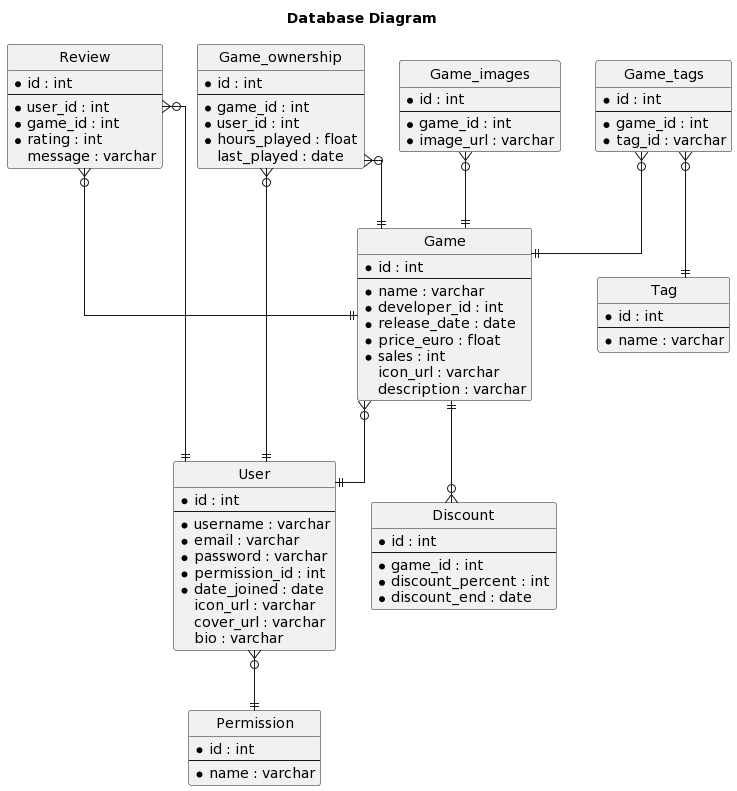 Database Diagram
Review
id : int
user_id : int
game_id : int
rating : int
message : varchar
Game_ownership
id : int
game_id : int
user_id : int
hours_played : float
last_played : date
Game_images
id : int
game_id : int
image_url : varchar
Game_tags
id : int
game_id : int
tag_id : varchar
Game
id : int
name : varchar
developer_id : int
release_date : date
price_euro : float
sales : int
icon_url : varchar
description : varchar
Tag
id : int
name : varchar
User
id : int
username : varchar
email : varchar
password : varchar
permission_id : int
date_joined : date
icon_url : varchar
cover_url : varchar
bio : varchar
Discount
id : int
game_id : int
discount_percent : int
discount_end : date
Permission
id : int
name : varchar